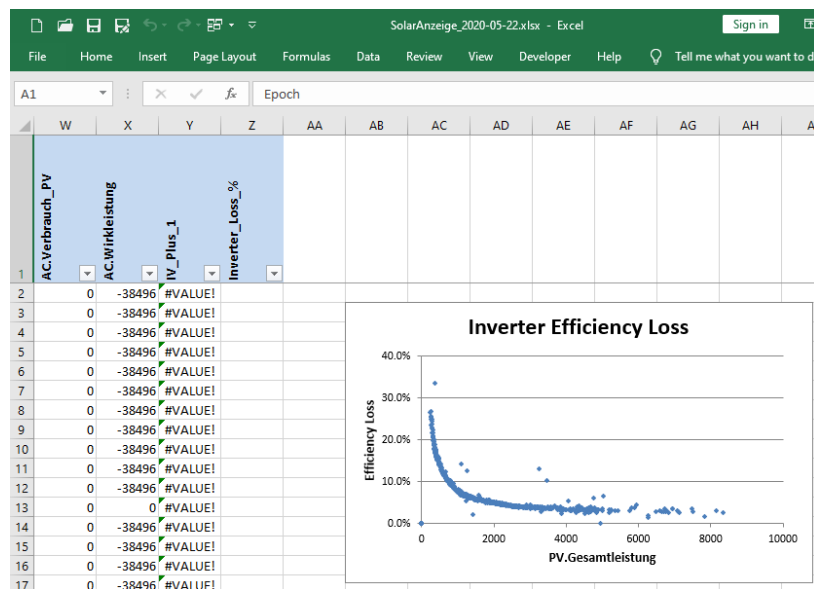 SolarAnzeige_2020-05-22.xlsx - Excel
Sign in
File Home Insert Page Layout Formulas Data Review View Developer Help Tell me what you want to d
A1 fx Epoch
W X Y Z AA AB AC AD AE AF AG AH A
1 AC.Verbrauch_PV AC.Wirkleistung IV_Plus_1 Inverter_Loss_%
2 0 -38496 #VALUE!
3 0 -38496 #VALUE!
4 0 -38496 #VALUE!
5 0 -38496 #VALUE!
6 0 -38496 #VALUE!
7 0 -38496 #VALUE!
8 0 -38496 #VALUE!
9 0 -38496 #VALUE!
10 0 -38496 #VALUE!
11 0 -38496 #VALUE!
12 0 -38496 #VALUE!
13 0 0 #VALUE!
14 0 -38496 #VALUE!
15 0 -38496 #VALUE!
16 0 -38496 #VALUE!
17 0 -38496 #VALUE!
Inverter Efficiency Loss
Efficiency Loss
40.0%
30.0%
20.0%
10.0%
0.0%
0 2000 4000 6000 8000 10000
PV.Gesamtleistung